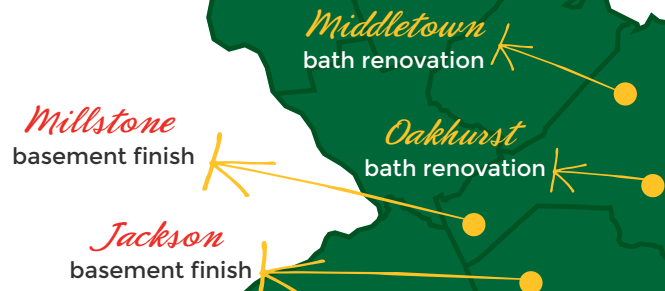 Middletown
bath renovation
Millstone
basement finish
Oakhurst
bath renovation
Jackson
basement finish